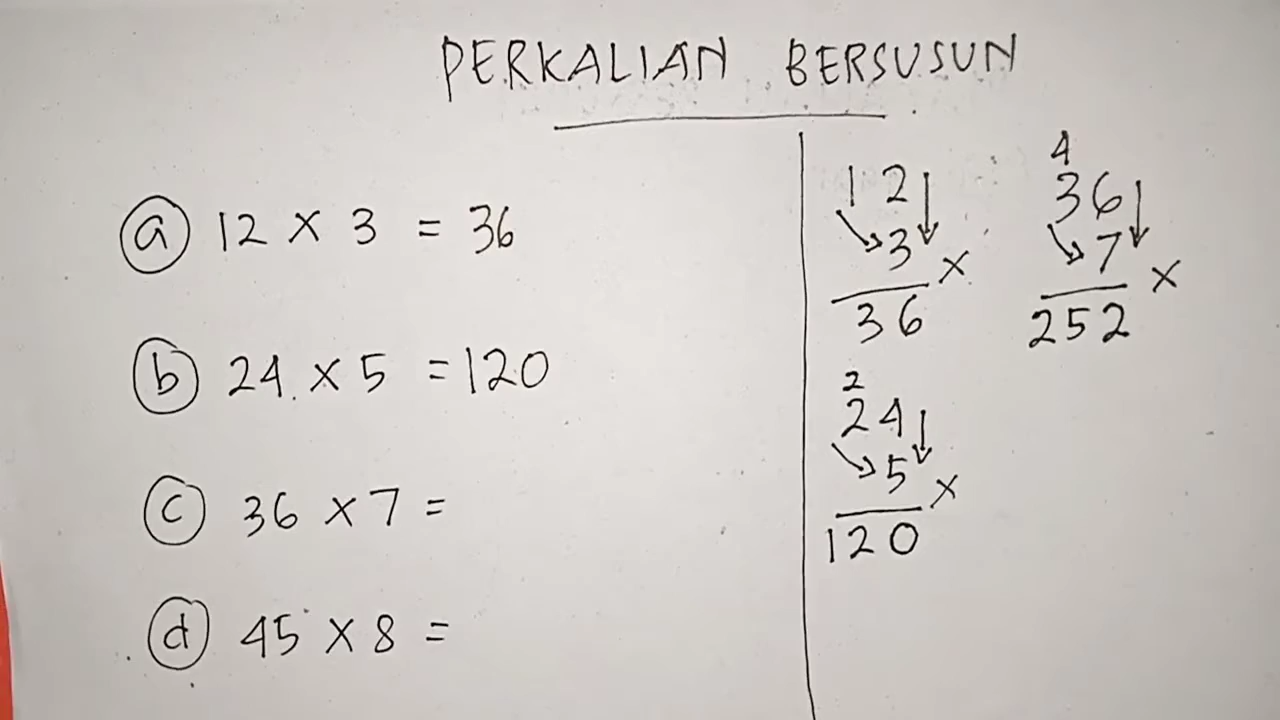 PERKALIAN BERSUSUN
a 12 × 3 = 36
b 24 × 5 = 120
c 36 × 7 =
d 45 × 8 =
12
3 ×
36
4
36
7 ×
252
2
24
5 ×
120